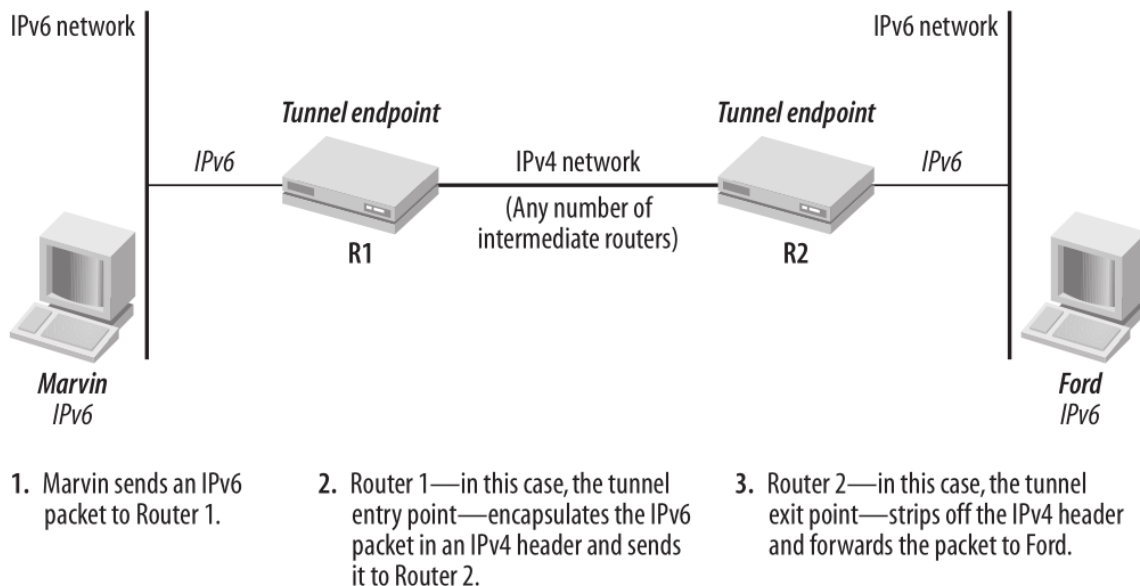 IPv6 network
IPv6 network
Tunnel endpoint
Tunnel endpoint
IPv6
IPv4 network
IPv6
(Any number of
intermediate routers)
R1
R2
Marvin
IPv6
Ford
IPv6
1. Marvin sends an IPv6
packet to Router 1.
2. Router 1—in this case, the tunnel
entry point—encapsulates the IPv6
packet in an IPv4 header and sends
it to Router 2.
3. Router 2—in this case, the tunnel
exit point—strips off the IPv4 header
and forwards the packet to Ford.